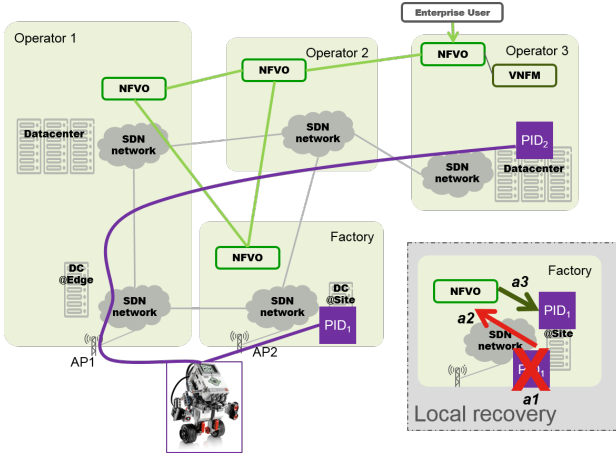 Enterprise User
Operator 1
Operator 2
Operator 3
NFVO
NFVO
NFVO
VNFM
Datacenter
SDN
network
SDN
network
SDN
network
PID2
Datacenter
NFVO
Factory
DC
@Edge
SDN
network
SDN
network
DC
@Site
PID1
AP1
AP2
Factory
NFVO
a3
a2
PID1
@Site
SDN
network
PID1
a1
Local recovery